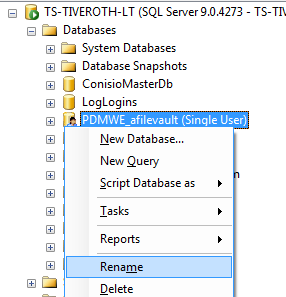 TS-TIVEROTH-LT (SQL Server 9.0.4273 - TS-TIV
Databases
System Databases
Database Snapshots
ConisioMasterDb
LogLogins
PDMWE_afilevault (Single User)
New Database...
New Query
Script Database as
Tasks
Reports
Rename
Delete